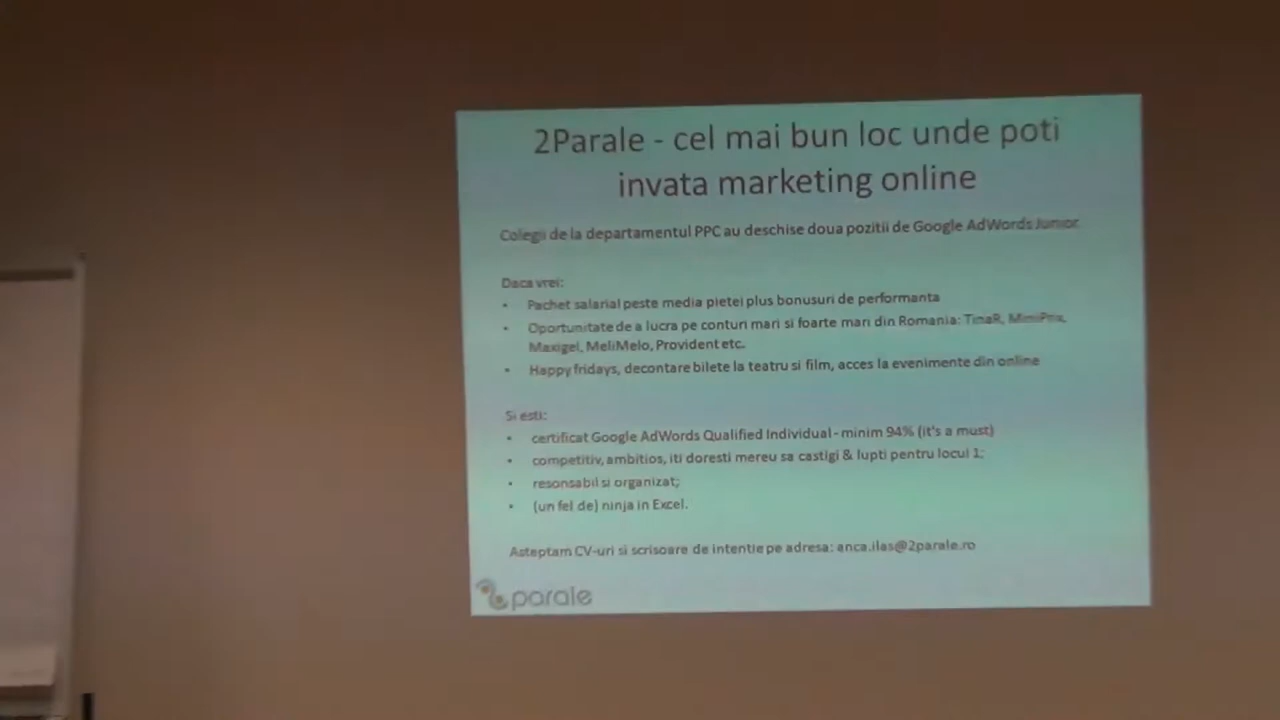 2Parale - cel mai bun loc unde poti
invata marketing online
Colegii de la departamentul PPC au deschise doua pozitii de Google AdWords Junior
Daca vrei:
• Pachet salarial peste media pietei plus bonusuri de performanta
• Oportunitate de a lucra pe conturi mari si foarte mari din Romania: TinaR, MiniPrix,
Maxigel, MeliMelo, Provident etc.
• Happy fridays, decontare bilete la teatru si film, acces la evenimente din online
Si esti:
• certificat Google AdWords Qualified Individual - minim 94% (it's a must)
• competitiv, ambitios, iti doresti mereu sa castigi & lupti pentru locul 1;
• resonsabil si organizat;
• (un fel de) ninja in Excel.
Asteptam CV-uri si scrisoare de intentie pe adresa: anca.ilas@2parale.ro
2parale